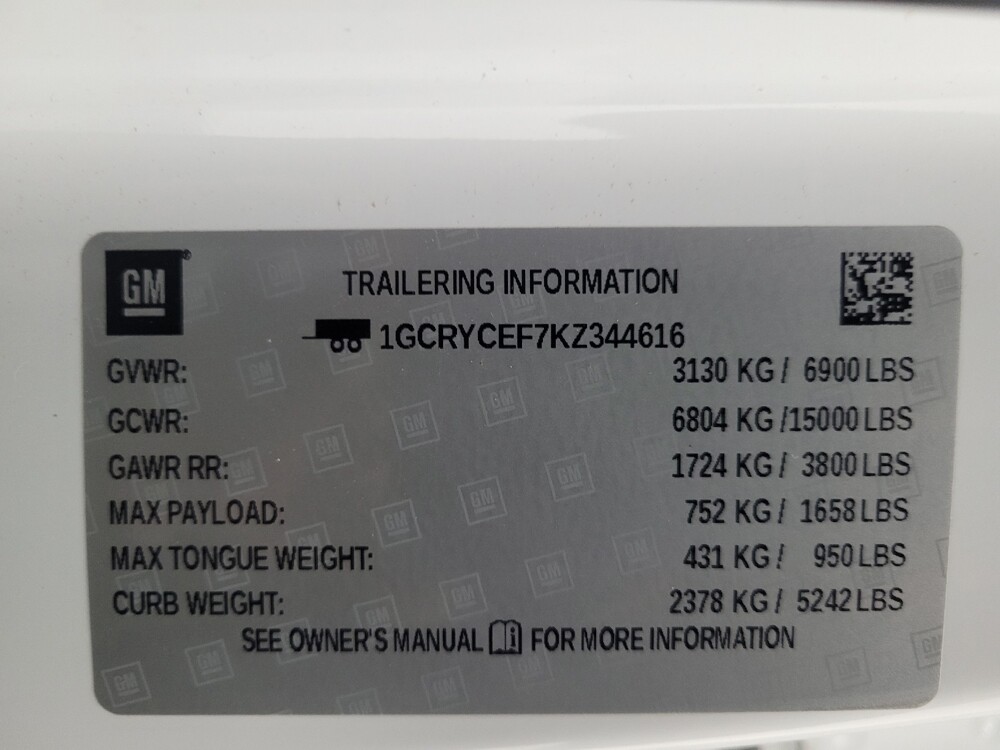 GM
TRAILERING INFORMATION
1GCRYCEF7KZ344616
GVWR: 3130 KG / 6900 LBS
GCWR: 6804 KG /15000 LBS
GAWR RR: 1724 KG / 3800 LBS
MAX PAYLOAD: 752 KG / 1658 LBS
MAX TONGUE WEIGHT: 431 KG / 950 LBS
CURB WEIGHT: 2378 KG / 5242 LBS
SEE OWNER'S MANUAL FOR MORE INFORMATION